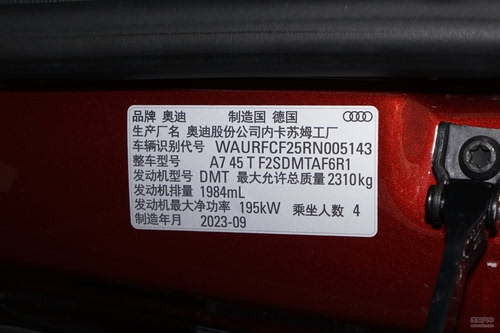 品牌 奥迪 制造国 德国
生产厂名 奥迪股份公司内卡苏姆工厂
车辆识别代号 WAURFCF25RN005143
整车型号 A7 45 T F2SDMTAF6R1
发动机型号 DMT 最大允许总质量 2310kg
发动机排量 1984mL
发动机最大净功率 195kW 乘坐人数 4
制造年月 2023-09